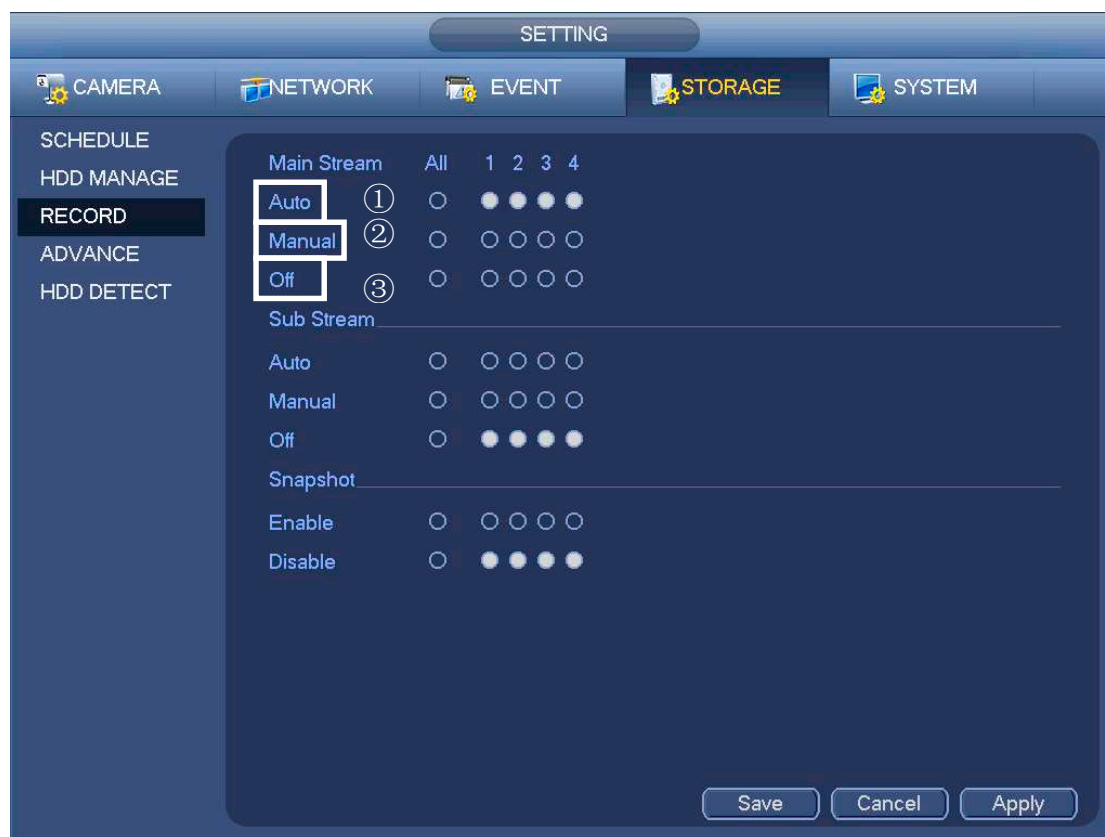 SETTING
CAMERA NETWORK EVENT STORAGE SYSTEM
SCHEDULE
HDD MANAGE
RECORD
ADVANCE
HDD DETECT
Main Stream All 1 2 3 4
Auto ①
Manual ②
Off ③
Sub Stream
Auto
Manual
Off
Snapshot
Enable
Disable
Save Cancel Apply